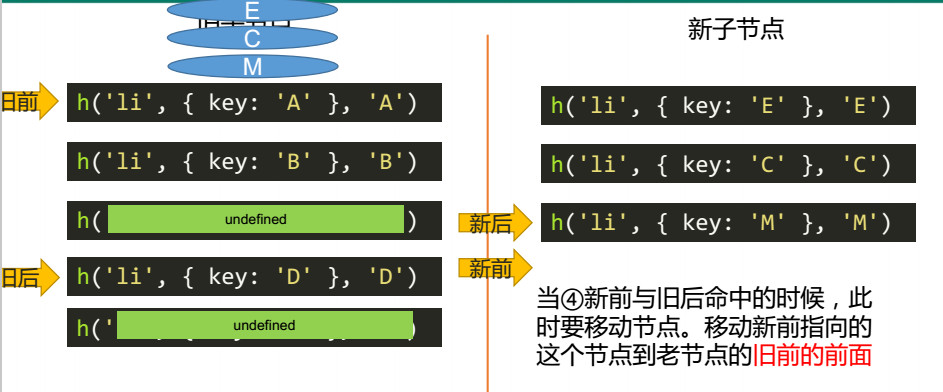 E
C
M
新子节点
旧前
h('li', { key: 'A' }, 'A')
h('li', { key: 'E' }, 'E')
h('li', { key: 'B' }, 'B')
h('li', { key: 'C' }, 'C')
h( undefined )
新后
h('li', { key: 'M' }, 'M')
旧后
h('li', { key: 'D' }, 'D')
新前
h(' undefined )
当④新前与旧后命中的时候，此
时要移动节点。移动新前指向的
这个节点到老节点的旧前的前面